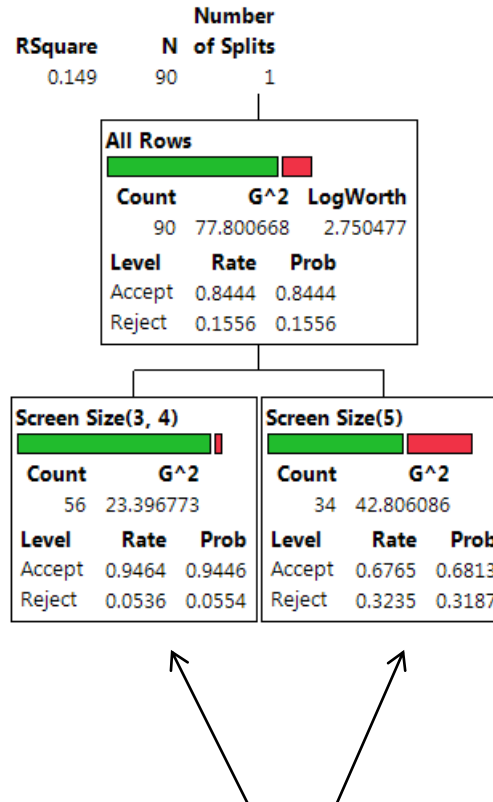 Number
RSquare N of Splits
0.149 90 1
All Rows
Count G^2 LogWorth
90 77.800668 2.750477
Level Rate Prob
Accept 0.8444 0.8444
Reject 0.1556 0.1556
Screen Size(3, 4)
Count G^2
56 23.396773
Level Rate Prob
Accept 0.9464 0.9446
Reject 0.0536 0.0554
Screen Size(5)
Count G^2
34 42.806086
Level Rate Prob
Accept 0.6765 0.6813
Reject 0.3235 0.3187